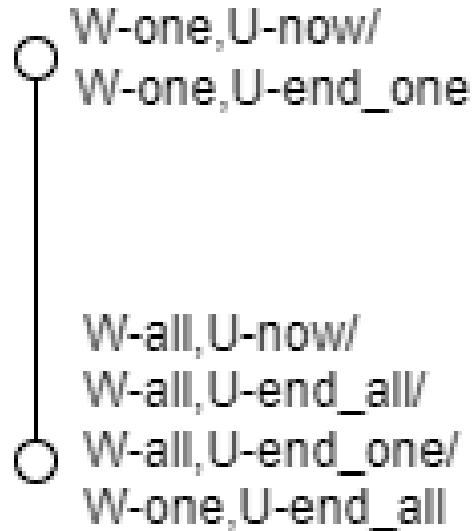 W-one,U-now/
W-one,U-end_one
W-all,U-now/
W-all,U-end_all/
W-all,U-end_one/
W-one,U-end_all